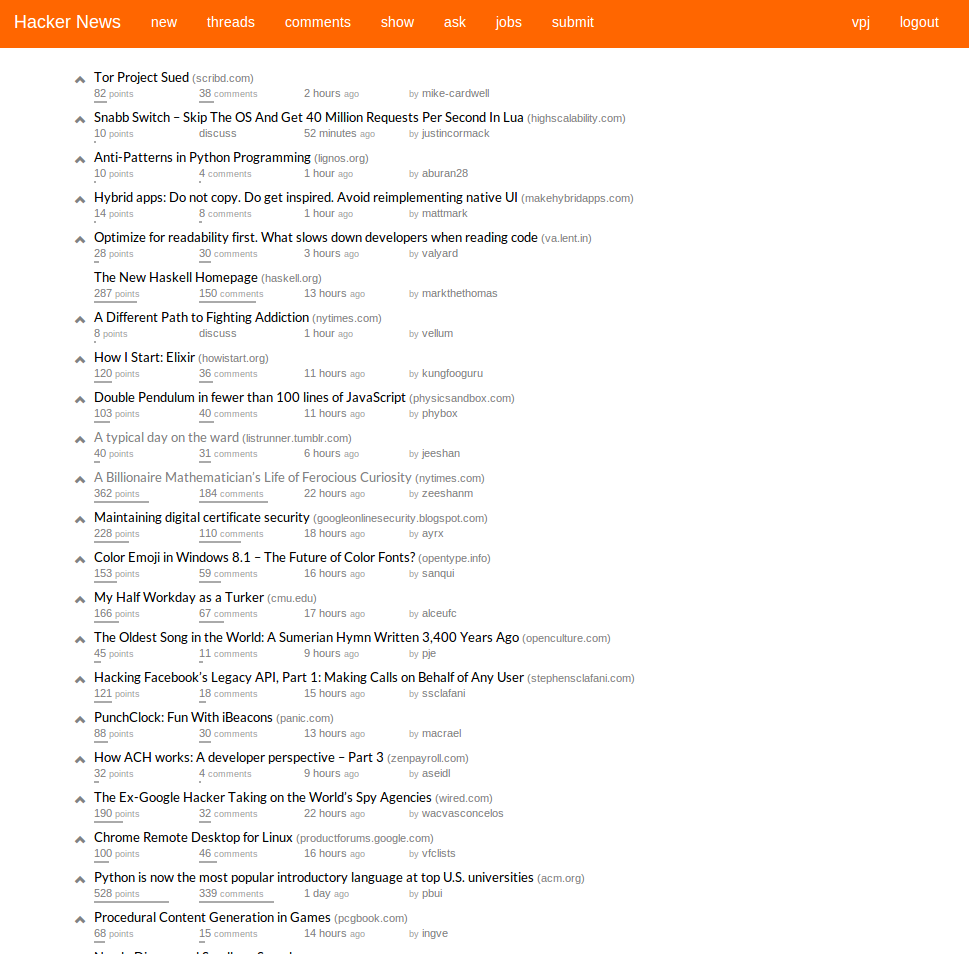 Hacker News new threads comments show ask jobs submit vpj logout
Tor Project Sued (scribd.com)
82 points 38 comments 2 hours ago by mike-cardwell
Snabb Switch – Skip The OS And Get 40 Million Requests Per Second In Lua (highscalability.com)
10 points discuss 52 minutes ago by justincormack
Anti-Patterns in Python Programming (lignos.org)
10 points 4 comments 1 hour ago by aburan28
Hybrid apps: Do not copy. Do get inspired. Avoid reimplementing native UI (makehybridapps.com)
14 points 8 comments 1 hour ago by mattmark
Optimize for readability first. What slows down developers when reading code (va.lent.in)
28 points 30 comments 3 hours ago by valyard
The New Haskell Homepage (haskell.org)
287 points 150 comments 13 hours ago by markthethomas
A Different Path to Fighting Addiction (nytimes.com)
8 points discuss 1 hour ago by vellum
How I Start: Elixir (howistart.org)
120 points 36 comments 11 hours ago by kungfooguru
Double Pendulum in fewer than 100 lines of JavaScript (physicsandbox.com)
103 points 40 comments 11 hours ago by phybox
A typical day on the ward (listrunner.tumblr.com)
40 points 31 comments 6 hours ago by jeeshan
A Billionaire Mathematician's Life of Ferocious Curiosity (nytimes.com)
362 points 184 comments 22 hours ago by zeeshanm
Maintaining digital certificate security (googleonlinesecurity.blogspot.com)
228 points 110 comments 18 hours ago by ayrx
Color Emoji in Windows 8.1 – The Future of Color Fonts? (opentype.info)
153 points 59 comments 16 hours ago by sanqui
My Half Workday as a Turker (cmu.edu)
166 points 67 comments 17 hours ago by alceufc
The Oldest Song in the World: A Sumerian Hymn Written 3,400 Years Ago (openculture.com)
45 points 11 comments 9 hours ago by pje
Hacking Facebook’s Legacy API, Part 1: Making Calls on Behalf of Any User (stephensclafani.com)
121 points 18 comments 15 hours ago by ssclafani
PunchClock: Fun With iBeacons (panic.com)
88 points 30 comments 13 hours ago by macrael
How ACH works: A developer perspective – Part 3 (zenpayroll.com)
32 points 4 comments 9 hours ago by aseidl
The Ex-Google Hacker Taking on the World’s Spy Agencies (wired.com)
190 points 32 comments 22 hours ago by wacvasconcelos
Chrome Remote Desktop for Linux (productforums.google.com)
100 points 46 comments 16 hours ago by vfclists
Python is now the most popular introductory language at top U.S. universities (acm.org)
528 points 339 comments 1 day ago by pbui
Procedural Content Generation in Games (pcgbook.com)
68 points 15 comments 14 hours ago by ingve